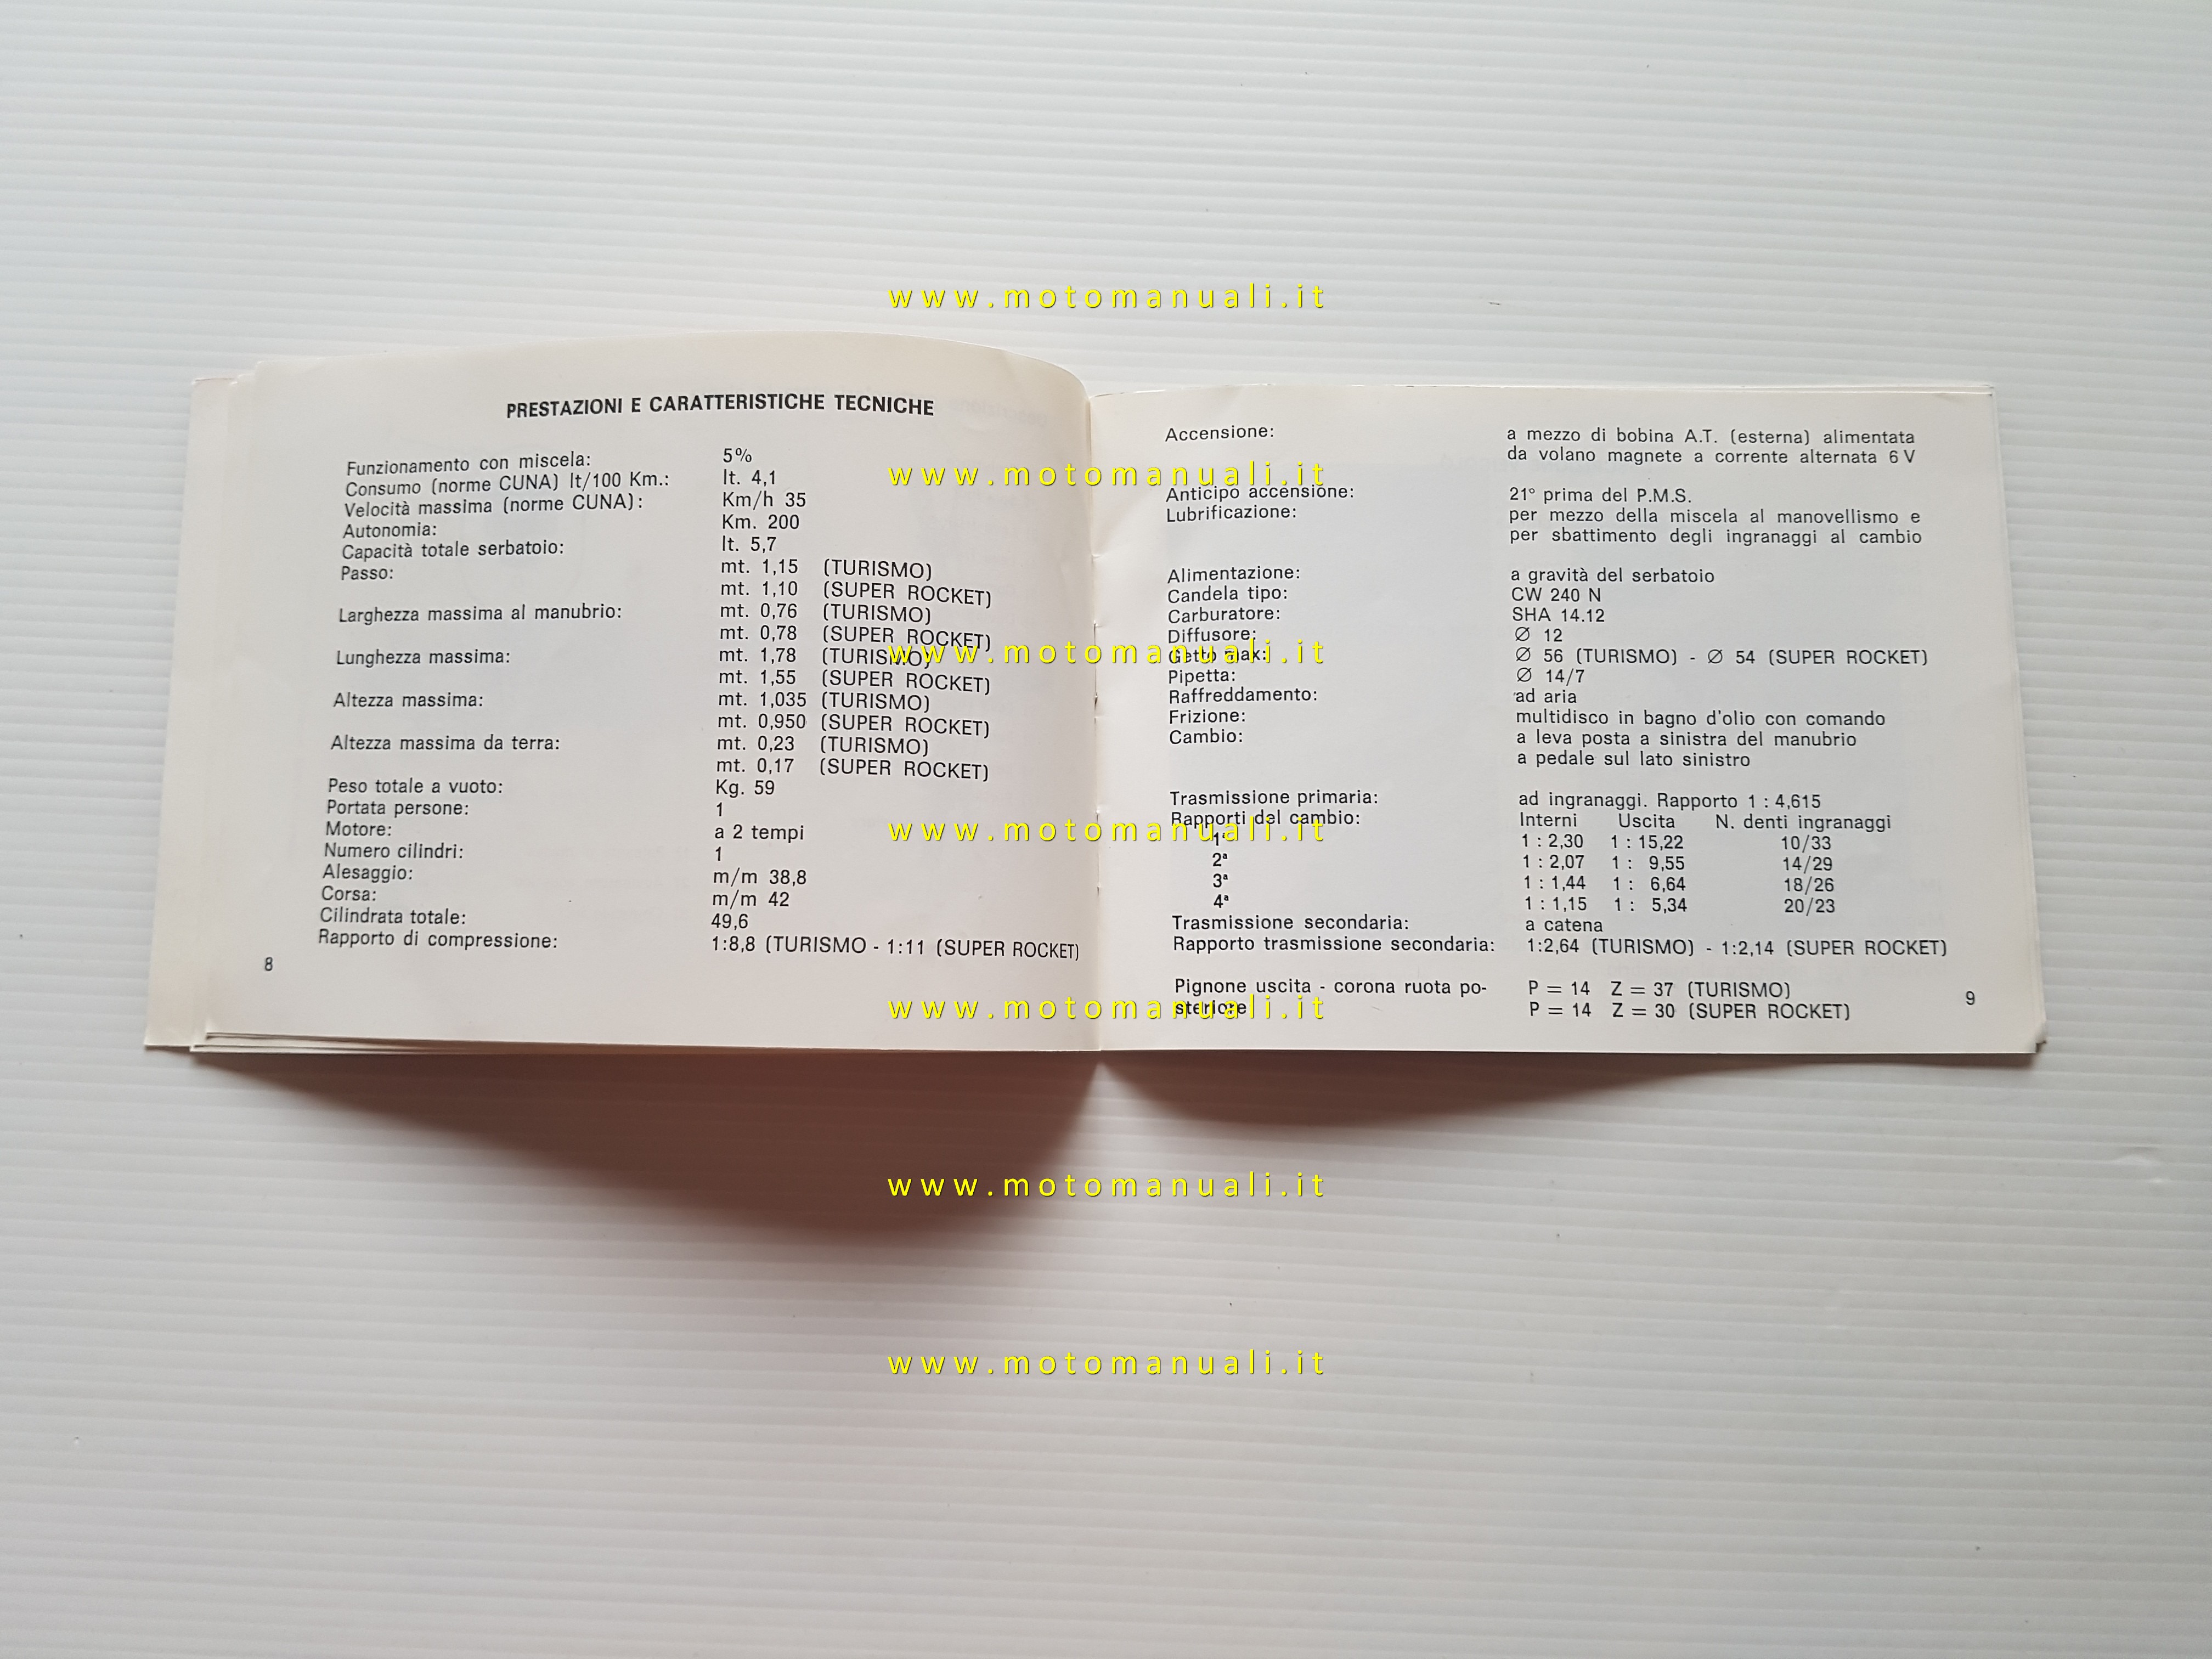 www.motomanuali.it
PRESTAZIONI E CARATTERISTICHE TECNICHE
Funzionamento con miscela: 5%
Consumo (norme CUNA) lt/100 Km.: lt. 4,1
Velocità massima (norme CUNA): Km/h 35
Autonomia: Km. 200
Capacità totale serbatoio: lt. 5,7
Passo: mt. 1,15 (TURISMO)
mt. 1,10 (SUPER ROCKET)
Larghezza massima al manubrio: mt. 0,76 (TURISMO)
mt. 0,78 (SUPER ROCKET)
Lunghezza massima: mt. 1,78 (TURISMO)
mt. 1,55 (SUPER ROCKET)
Altezza massima: mt. 1,035 (TURISMO)
mt. 0,950 (SUPER ROCKET)
Altezza massima da terra: mt. 0,23 (TURISMO)
mt. 0,17 (SUPER ROCKET)
Peso totale a vuoto: Kg. 59
Portata persone: 1
Motore: a 2 tempi
Numero cilindri: 1
Alesaggio: m/m 38,8
Corsa: m/m 42
Cilindrata totale: 49,6
Rapporto di compressione: 1:8,8 (TURISMO - 1:11 (SUPER ROCKET)
8
Accensione: a mezzo di bobina A.T. (esterna) alimentata
da volano magnete a corrente alternata 6 V
www.motomanuali.it
Anticipo accensione: 21° prima del P.M.S.
Lubrificazione: per mezzo della miscela al manovellismo e
per sbattimento degli ingranaggi al cambio
Alimentazione: a gravità del serbatoio
Candela tipo: CW 240 N
Carburatore: SHA 14.12
Diffusore: Ø 12
www.motomanuali.it
Getto max: Ø 56 (TURISMO) - Ø 54 (SUPER ROCKET)
Pipetta: Ø 14/7
Raffreddamento: ad aria
Frizione: multidisco in bagno d'olio con comando
Cambio: a leva posta a sinistra del manubrio
a pedale sul lato sinistro
Trasmissione primaria: ad ingranaggi. Rapporto 1 : 4,615
Rapporti del cambio: Interni Uscita N. denti ingranaggi
www.motomanuali.it
1ª 1 : 2,30 1 : 15,22 10/33
2ª 1 : 2,07 1 : 9,55 14/29
3ª 1 : 1,44 1 : 6,64 18/26
4ª 1 : 1,15 1 : 5,34 20/23
Trasmissione secondaria: a catena
Rapporto trasmissione secondaria: 1:2,64 (TURISMO) - 1:2,14 (SUPER ROCKET)
Pignone uscita - corona ruota po- P = 14 Z = 37 (TURISMO)
steriore P = 14 Z = 30 (SUPER ROCKET)
www.motomanuali.it
9
www.motomanuali.it
www.motomanuali.it